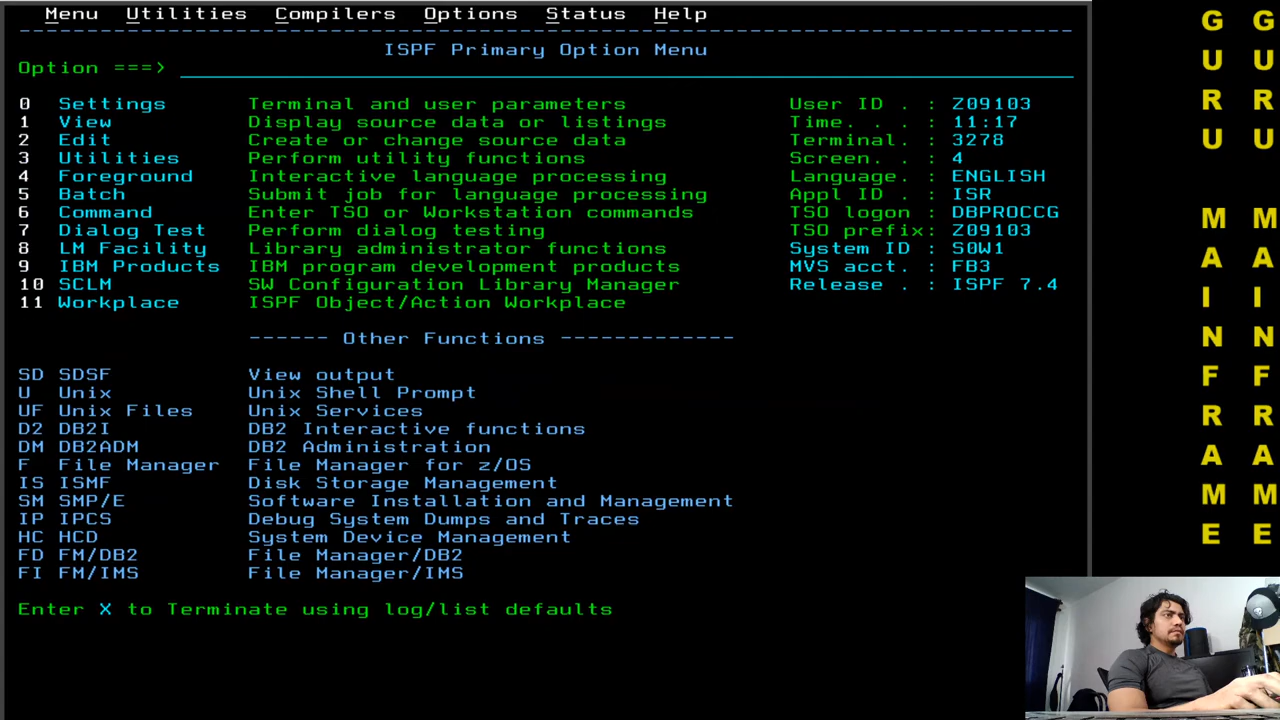 Menu Utilities Compilers Options Status Help
------------------------------------------------------------------------------
ISPF Primary Option Menu
Option ===>
0 Settings Terminal and user parameters User ID . : Z09103
1 View Display source data or listings Time. . . : 11:17
2 Edit Create or change source data Terminal. : 3278
3 Utilities Perform utility functions Screen. . : 4
4 Foreground Interactive language processing Language. : ENGLISH
5 Batch Submit job for language processing Appl ID . : ISR
6 Command Enter TSO or Workstation commands TSO logon : DBPROCCG
7 Dialog Test Perform dialog testing TSO prefix: Z09103
8 LM Facility Library administrator functions System ID : S0W1
9 IBM Products IBM program development products MVS acct. : FB3
10 SCLM SW Configuration Library Manager Release . : ISPF 7.4
11 Workplace ISPF Object/Action Workplace
------ Other Functions -------------
SD SDSF View output
U Unix Unix Shell Prompt
UF Unix Files Unix Services
D2 DB2I DB2 Interactive functions
DM DB2ADM DB2 Administration
F File Manager File Manager for z/OS
IS ISMF Disk Storage Management
SM SMP/E Software Installation and Management
IP IPCS Debug System Dumps and Traces
HC HCD System Device Management
FD FM/DB2 File Manager/DB2
FI FM/IMS File Manager/IMS
Enter X to Terminate using log/list defaults
GURU MAINFRAME
GURU MAINFRAME